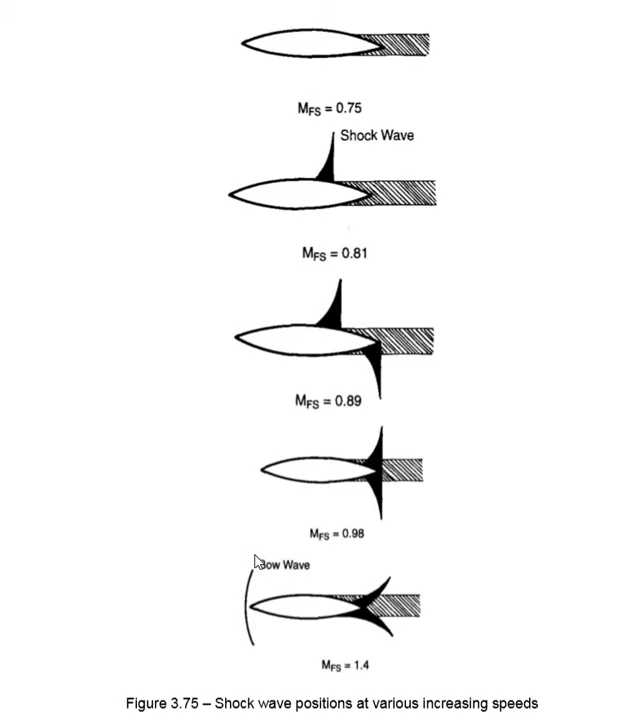 MFS = 0.75
Shock Wave
MFS = 0.81
MFS = 0.89
MFS = 0.98
Bow Wave
MFS = 1.4
Figure 3.75 – Shock wave positions at various increasing speeds